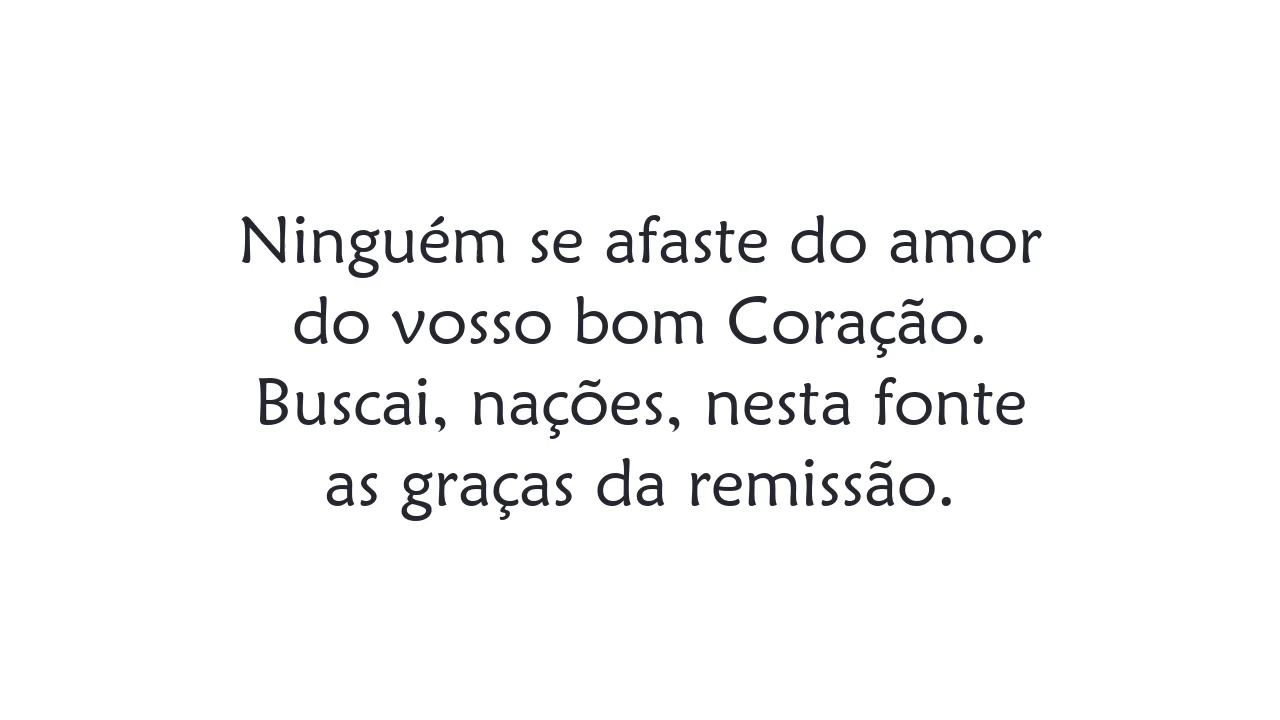 Ninguém se afaste do amor
do vosso bom Coração.
Buscai, nações, nesta fonte
as graças da remissão.